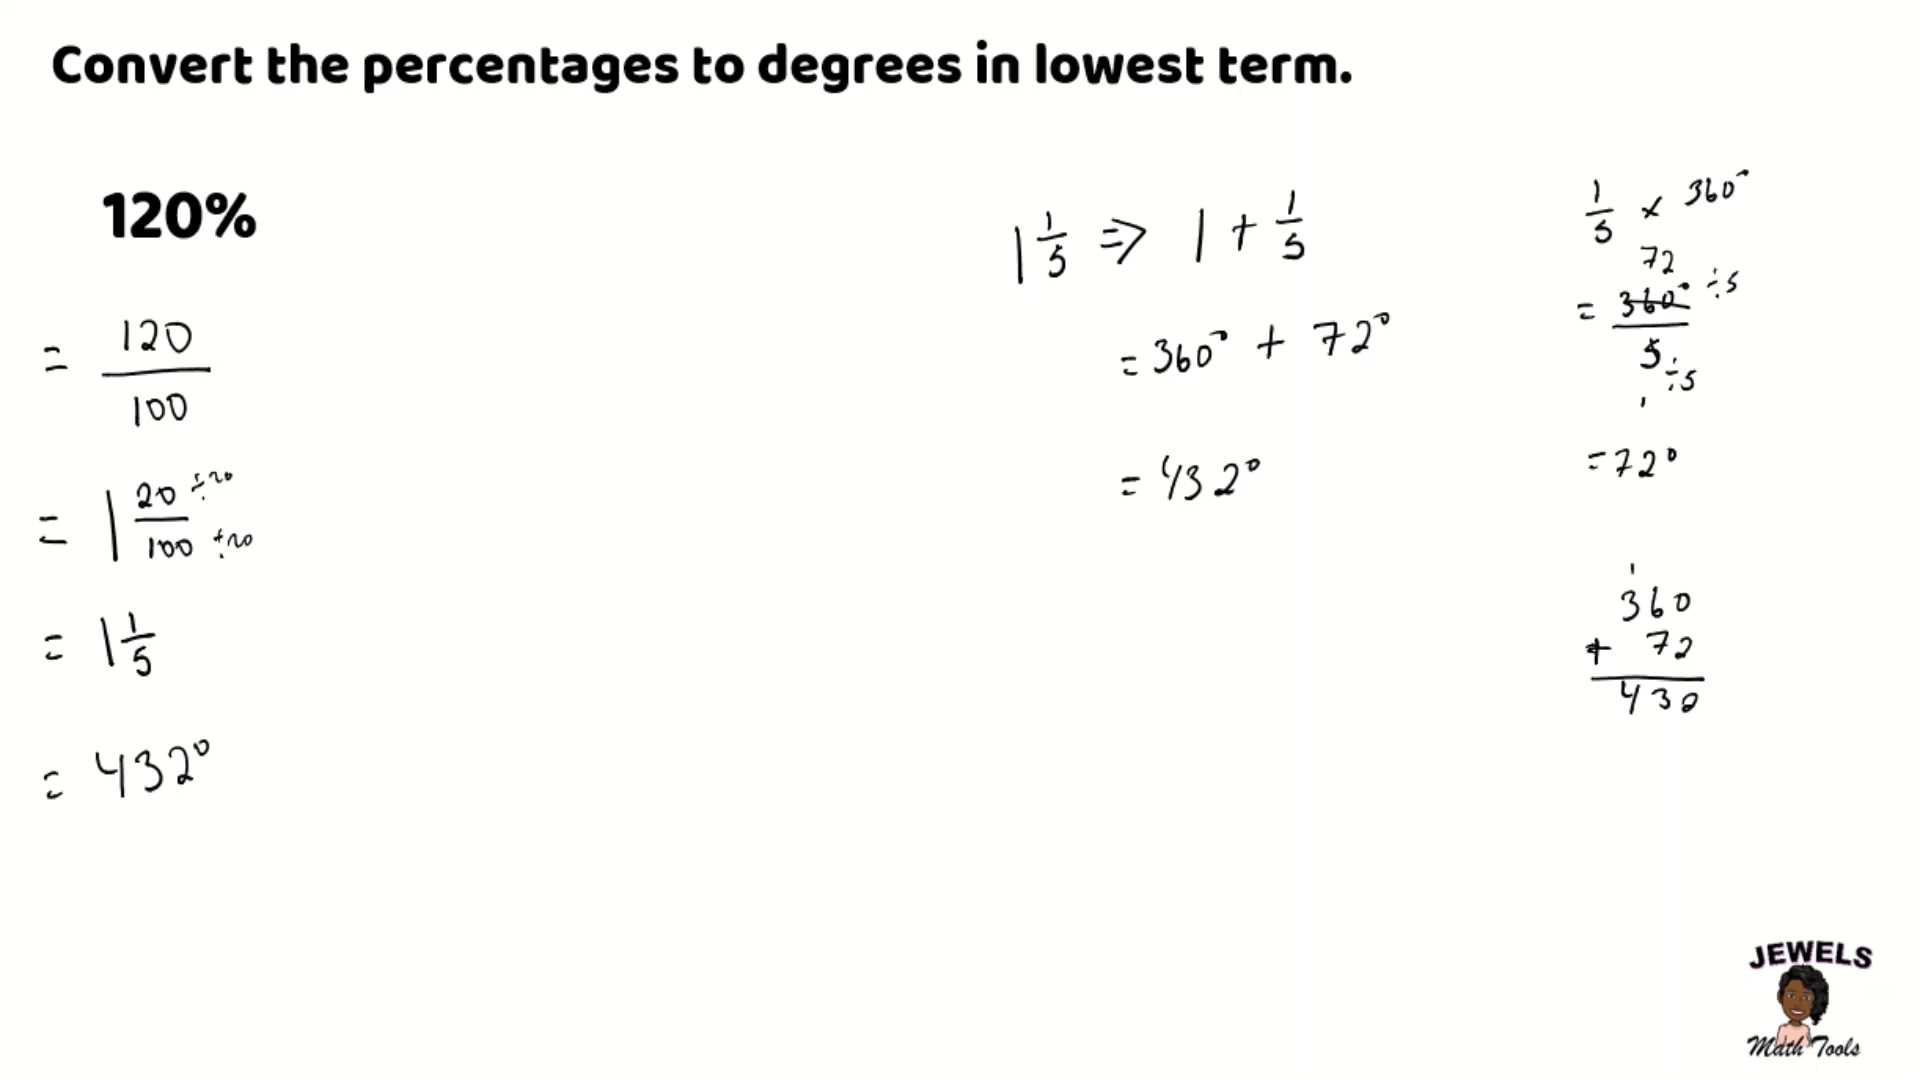 Convert the percentages to degrees in lowest term.
120%
= 120/100
= 1 20/100 ÷20 ÷20
= 1 1/5
= 432°
1 1/5 ⇒ 1 + 1/5
= 360° + 72°
= 432°
1/5 × 360°
72
= 360°/5 ÷5 ÷5
1
= 72°
1
360
+ 72
432
JEWELS
Math Tools